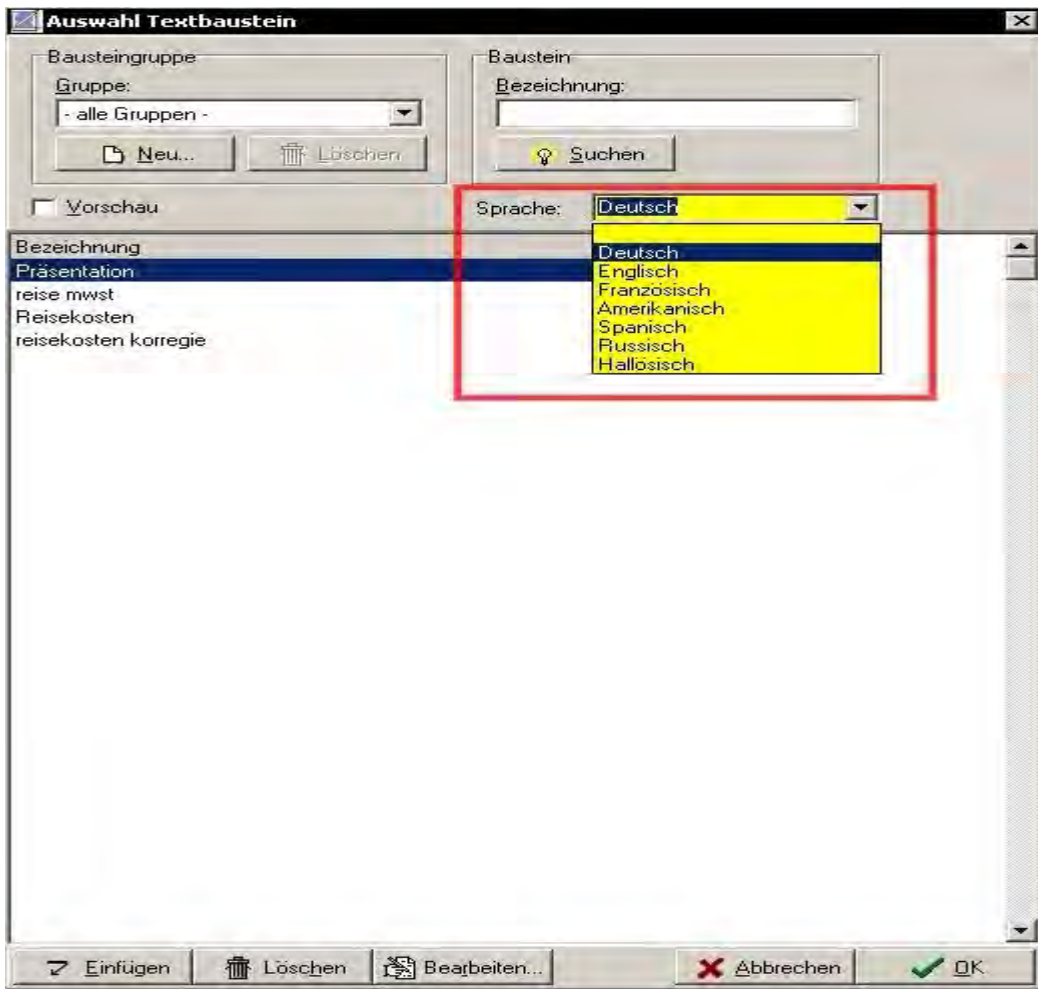 Auswahl Textbaustein
Bausteingruppe
Gruppe:
- alle Gruppen -
Neu...
Löschen
Baustein
Bezeichnung:
Suchen
Vorschau
Sprache:
Deutsch
Deutsch
Englisch
Französisch
Amerikanisch
Spanisch
Russisch
Hallösisch
Bezeichnung
Präsentation
reise mwst
Reisekosten
reisekosten korregie
Einfügen
Löschen
Bearbeiten...
Abbrechen
OK